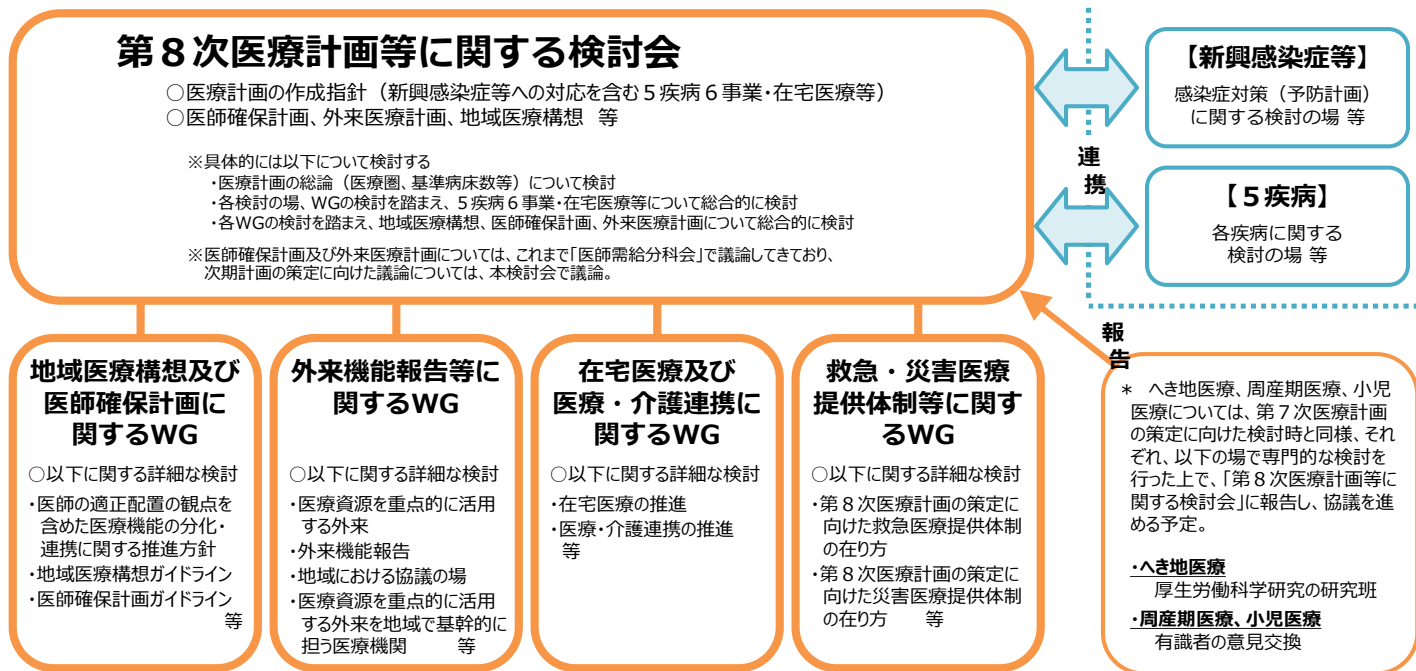 第８次医療計画等に関する検討会
○医療計画の作成指針（新興感染症等への対応を含む５疾病６事業・在宅医療等）
○医師確保計画、外来医療計画、地域医療構想 等
※具体的には以下について検討する
・医療計画の総論（医療圏、基準病床数等）について検討
・各検討の場、WGの検討を踏まえ、５疾病６事業・在宅医療等について総合的に検討
・各WGの検討を踏まえ、地域医療構想、医師確保計画、外来医療計画について総合的に検討
※医師確保計画及び外来医療計画については、これまで「医師需給分科会」で議論してきており、
次期計画の策定に向けた議論については、本検討会で議論。
連携
【新興感染症等】
感染症対策（予防計画）
に関する検討の場 等
【５疾病】
各疾病に関する
検討の場 等
報告
地域医療構想及び
医師確保計画に
関するWG
○以下に関する詳細な検討
・医師の適正配置の観点を
含めた医療機能の分化・
連携に関する推進方針
・地域医療構想ガイドライン
・医師確保計画ガイドライン
等
外来機能報告等に
関するWG
○以下に関する詳細な検討
・医療資源を重点的に活用
する外来
・外来機能報告
・地域における協議の場
・医療資源を重点的に活用
する外来を地域で基幹的に
担う医療機関 等
在宅医療及び
医療・介護連携に
関するWG
○以下に関する詳細な検討
・在宅医療の推進
・医療・介護連携の推進
等
救急・災害医療
提供体制等に関す
るWG
○以下に関する詳細な検討
・第８次医療計画の策定に
向けた救急医療提供体制
の在り方
・第８次医療計画の策定に
向けた災害医療提供体制
の在り方 等
＊ へき地医療、周産期医療、小児
医療については、第７次医療計画
の策定に向けた検討時と同様、それ
ぞれ、以下の場で専門的な検討を
行った上で、「第８次医療計画等に
関する検討会」に報告し、協議を進
める予定。
・へき地医療
厚生労働科学研究の研究班
・周産期医療、小児医療
有識者の意見交換